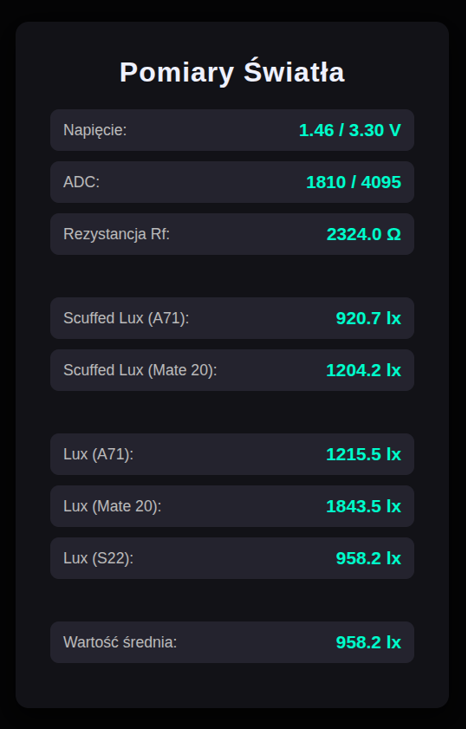 Pomiary Światła
Napięcie: 1.46 / 3.30 V
ADC: 1810 / 4095
Rezystancja Rf: 2324.0 Ω
Scuffed Lux (A71): 920.7 lx
Scuffed Lux (Mate 20): 1204.2 lx
Lux (A71): 1215.5 lx
Lux (Mate 20): 1843.5 lx
Lux (S22): 958.2 lx
Wartość średnia: 958.2 lx